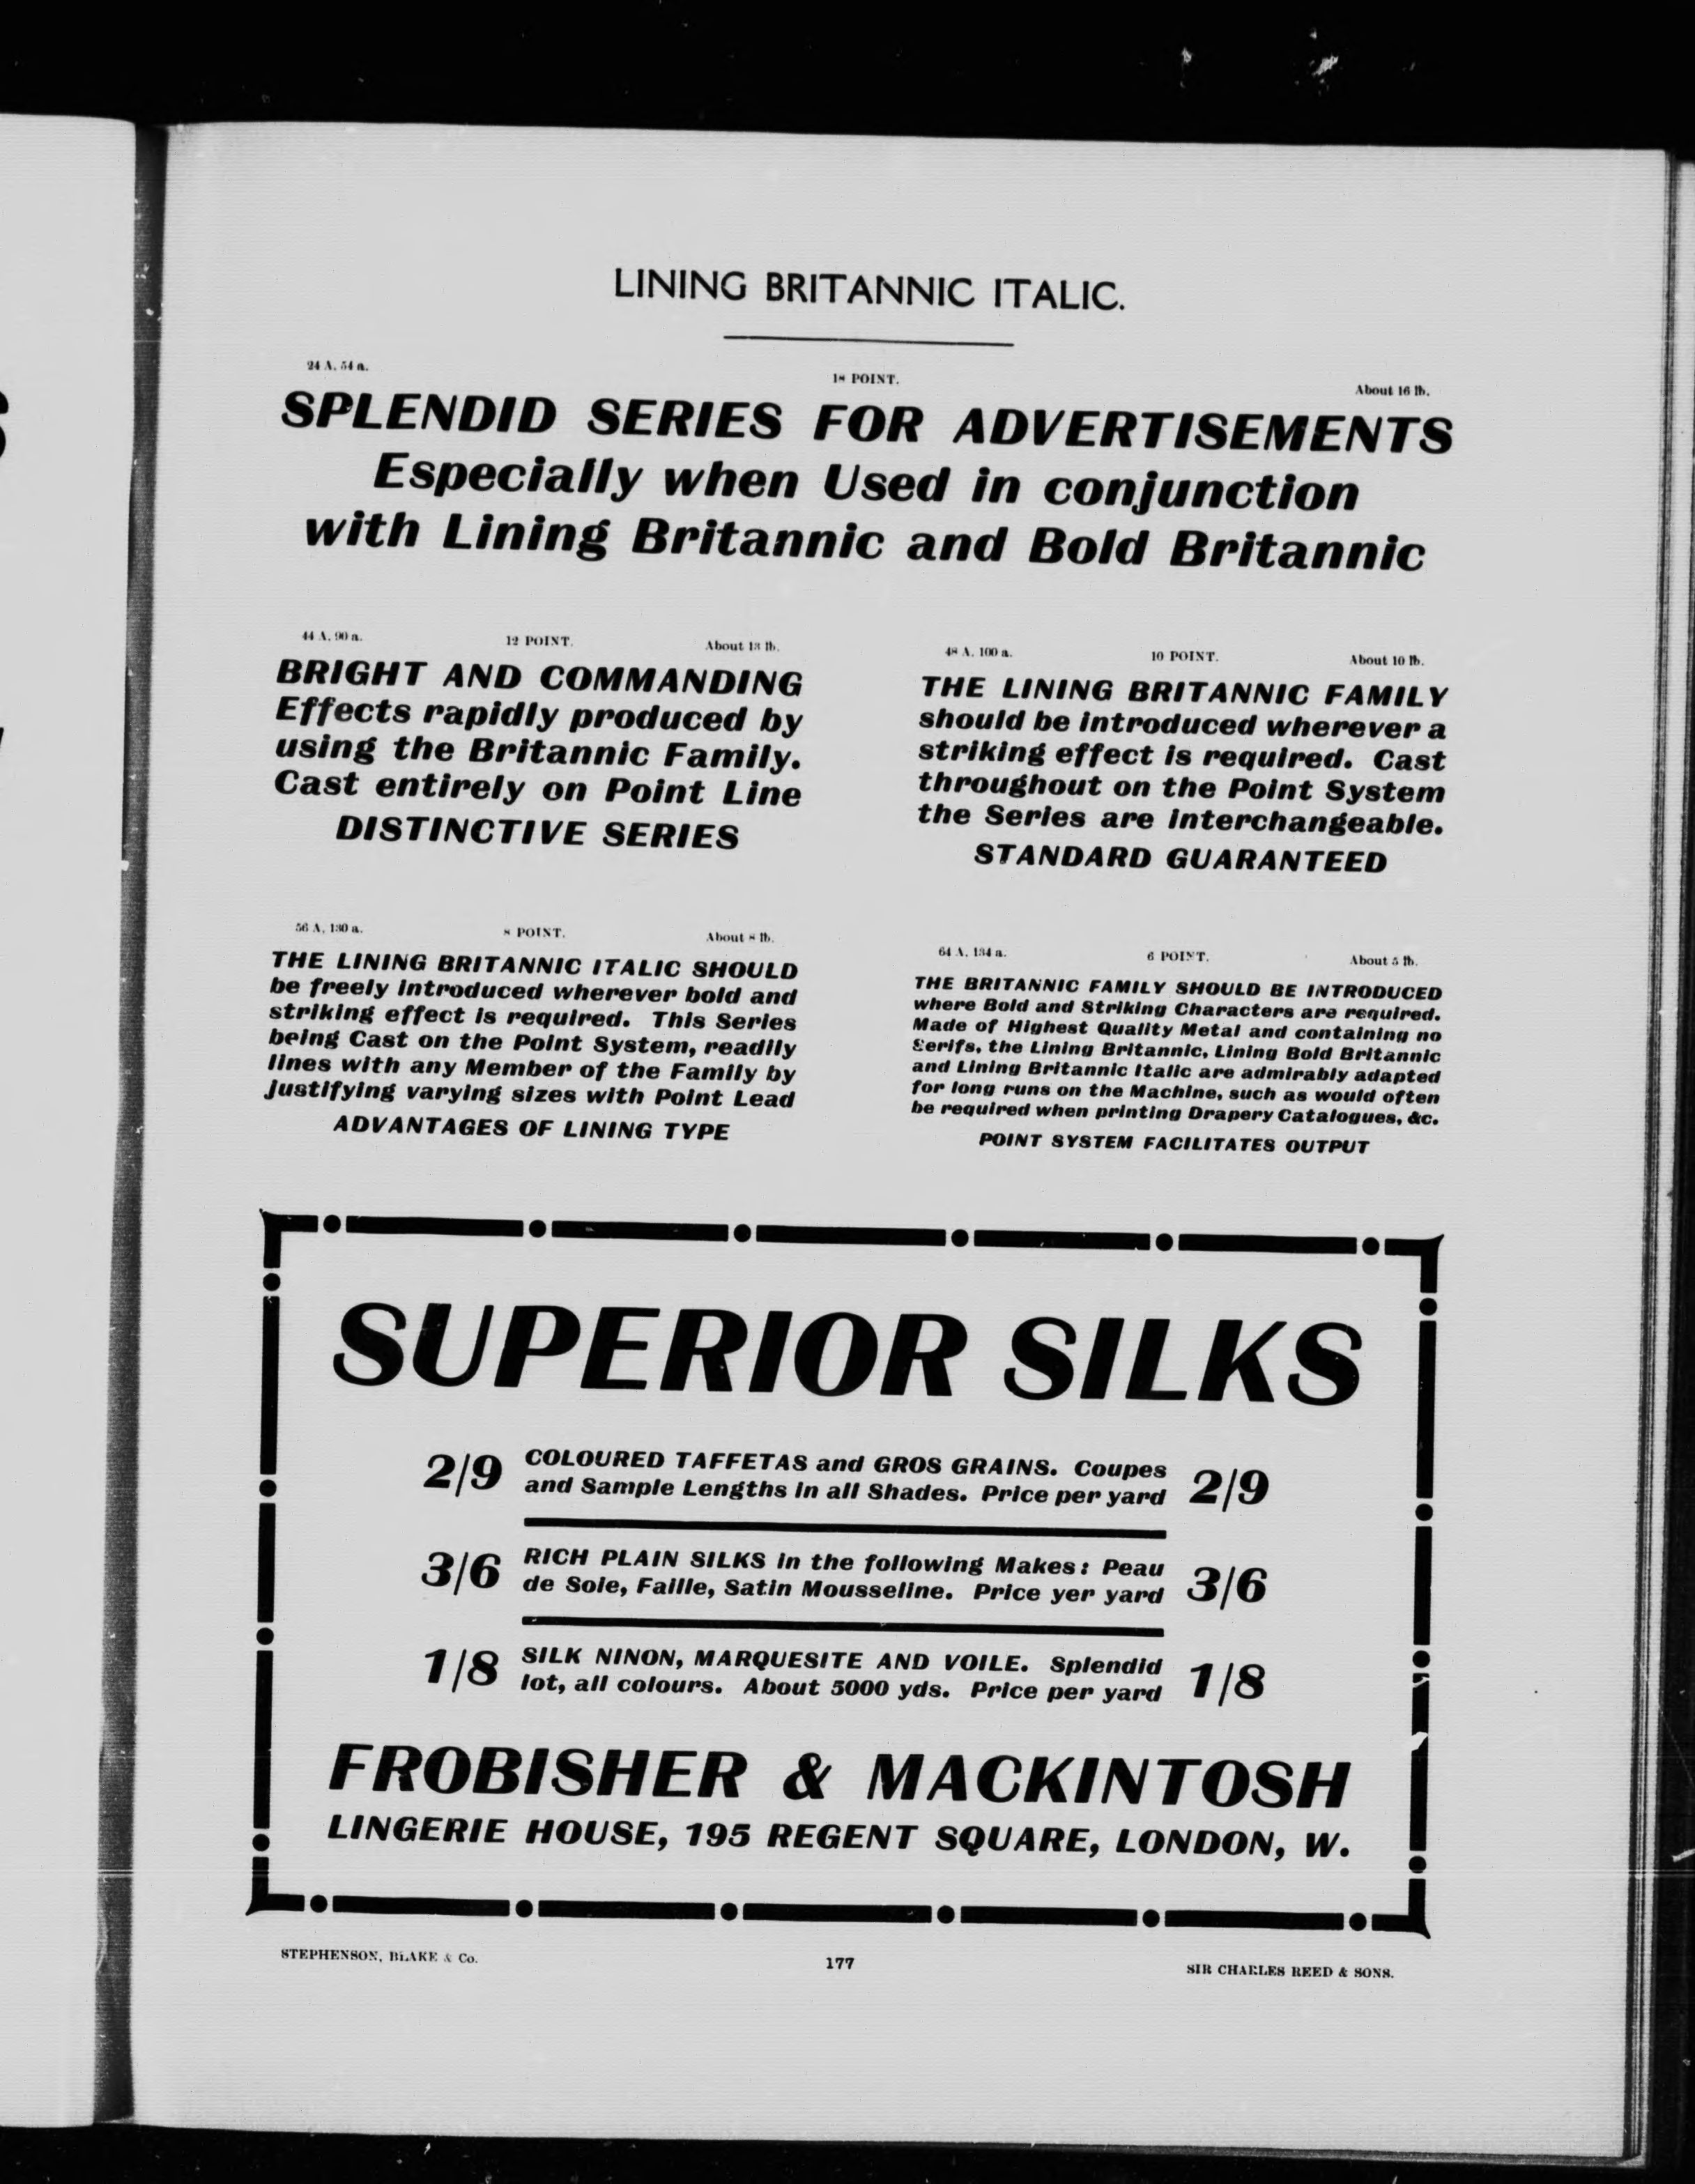 LINING BRITANNIC ITALIC.
24 A. 54 a. 18 POINT. About 16 lb.
SPLENDID SERIES FOR ADVERTISEMENTS
Especially when Used in conjunction
with Lining Britannic and Bold Britannic
44 A. 90 a. 12 POINT. About 13 lb.
BRIGHT AND COMMANDING
Effects rapidly produced by
using the Britannic Family.
Cast entirely on Point Line
DISTINCTIVE SERIES
48 A. 100 a. 10 POINT. About 10 lb.
THE LINING BRITANNIC FAMILY
should be introduced wherever a
striking effect is required. Cast
throughout on the Point System
the Series are interchangeable.
STANDARD GUARANTEED
56 A. 130 a. 8 POINT. About 8 lb.
THE LINING BRITANNIC ITALIC SHOULD
be freely introduced wherever bold and
striking effect is required. This Series
being Cast on the Point System, readily
lines with any Member of the Family by
justifying varying sizes with Point Lead
ADVANTAGES OF LINING TYPE
64 A. 134 a. 6 POINT. About 5 lb.
THE BRITANNIC FAMILY SHOULD BE INTRODUCED
where Bold and Striking Characters are required.
Made of Highest Quality Metal and containing no
Serifs, the Lining Britannic, Lining Bold Britannic
and Lining Britannic Italic are admirably adapted
for long runs on the Machine, such as would often
be required when printing Drapery Catalogues, &c.
POINT SYSTEM FACILITATES OUTPUT
SUPERIOR SILKS
2/9 COLOURED TAFFETAS and GROS GRAINS. Coupes 2/9
and Sample Lengths in all Shades. Price per yard
3/6 RICH PLAIN SILKS in the following Makes: Peau 3/6
de Soie, Faille, Satin Mousseline. Price yer yard
1/8 SILK NINON, MARQUESITE AND VOILE. Splendid 1/8
lot, all colours. About 5000 yds. Price per yard
FROBISHER & MACKINTOSH
LINGERIE HOUSE, 195 REGENT SQUARE, LONDON, W.
STEPHENSON, BLAKE & Co. 177 SIR CHARLES REED & SONS.